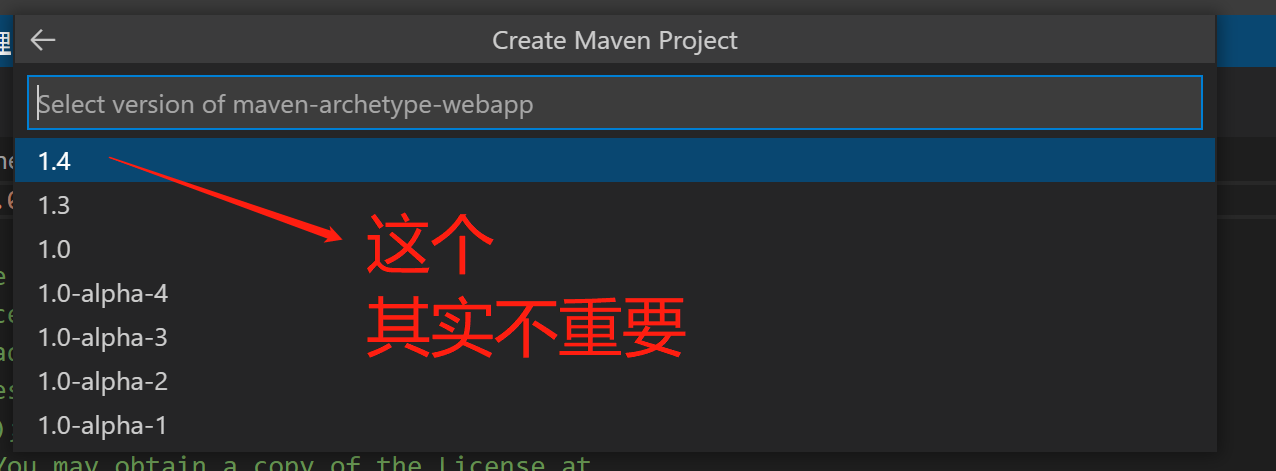 Create Maven Project
理
Select version of maven-archetype-webapp
1.4
1.3
1.0
1.0-alpha-4
1.0-alpha-3
1.0-alpha-2
1.0-alpha-1
这个
其实不重要
You may obtain a copy of the License at